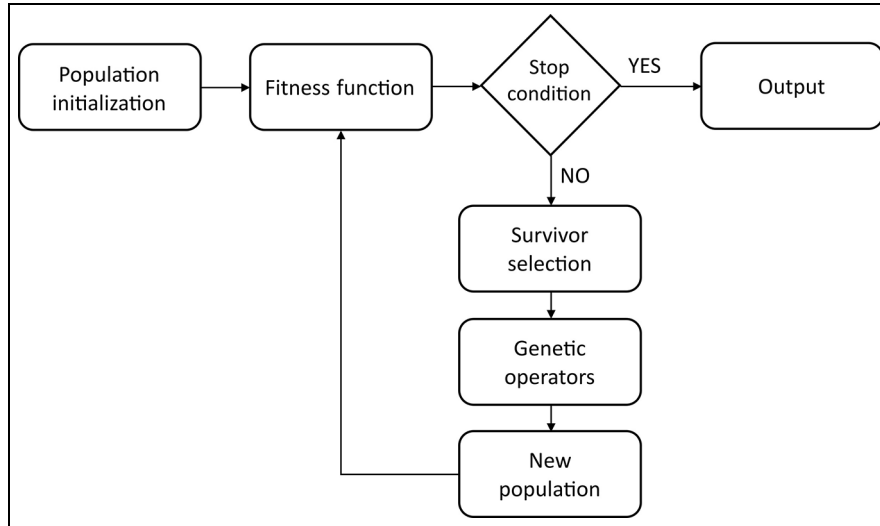 Population
initialization
Fitness function
Stop
condition
YES
Output
NO
Survivor
selection
Genetic
operators
New
population